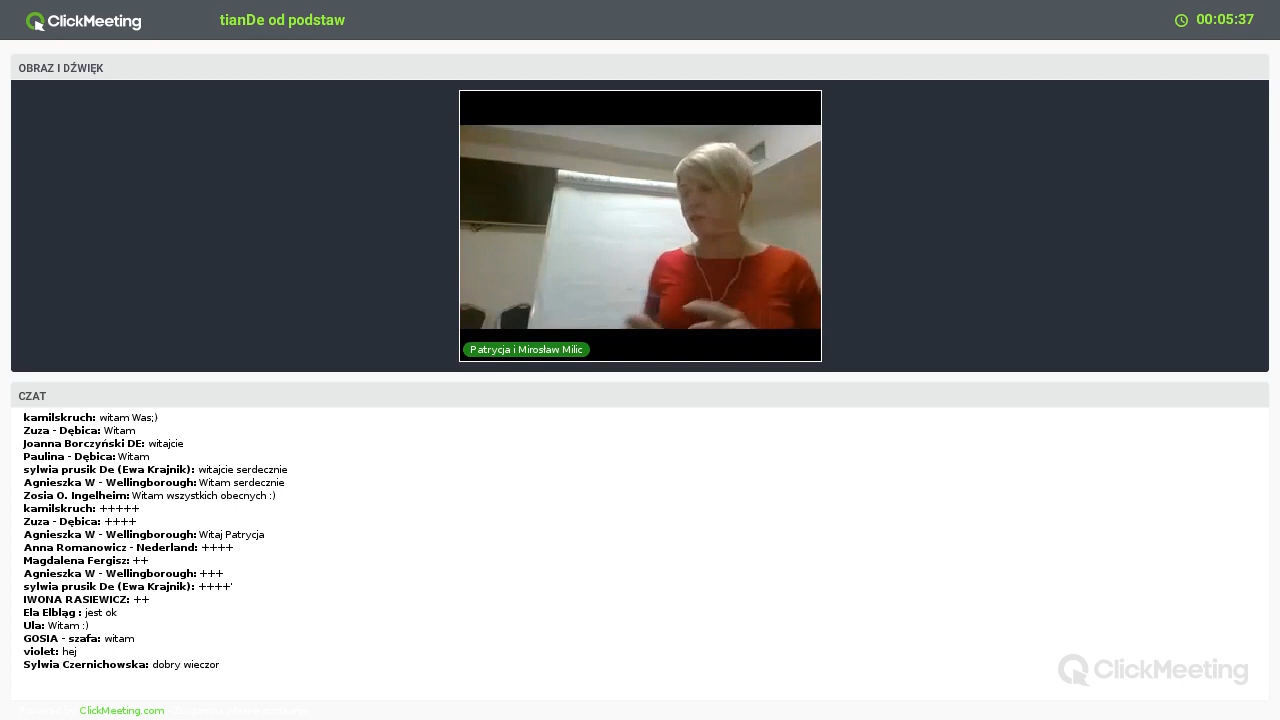 ClickMeeting
tianDe od podstaw
00:05:37
OBRAZ I DŹWIĘK
Patrycja i Mirosław Milic
CZAT
kamilskruch: witam Was;)
Zuza - Dębica: Witam
Joanna Borczyński DE: witajcie
Paulina - Dębica: Witam
sylwia prusik De (Ewa Krajnik): witajcie serdecznie
Agnieszka W - Wellingborough: Witam serdecznie
Zosia O. Ingelheim: Witam wszystkich obecnych :)
kamilskruch: +++++
Zuza - Dębica: ++++
Agnieszka W - Wellingborough: Witaj Patrycja
Anna Romanowicz - Nederland: ++++
Magdalena Fergisz: ++
Agnieszka W - Wellingborough: +++
sylwia prusik De (Ewa Krajnik): ++++'
IWONA RASIEWICZ: ++
Ela Elbląg : jest ok
Ula: Witam :)
GOSIA - szafa: witam
violet: hej
Sylwia Czernichowska: dobry wieczor
ClickMeeting
ClickMeeting.com